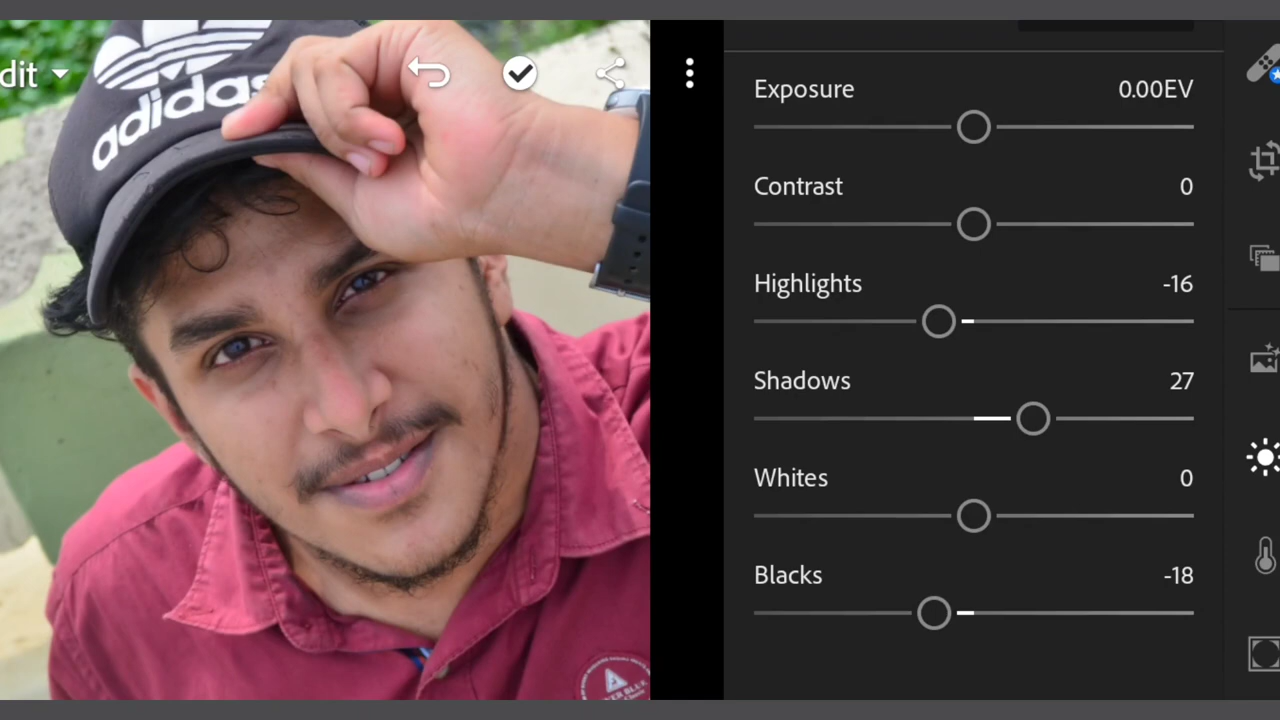 dit
adidas
Exposure 0.00EV
Contrast 0
Highlights -16
Shadows 27
Whites 0
Blacks -18